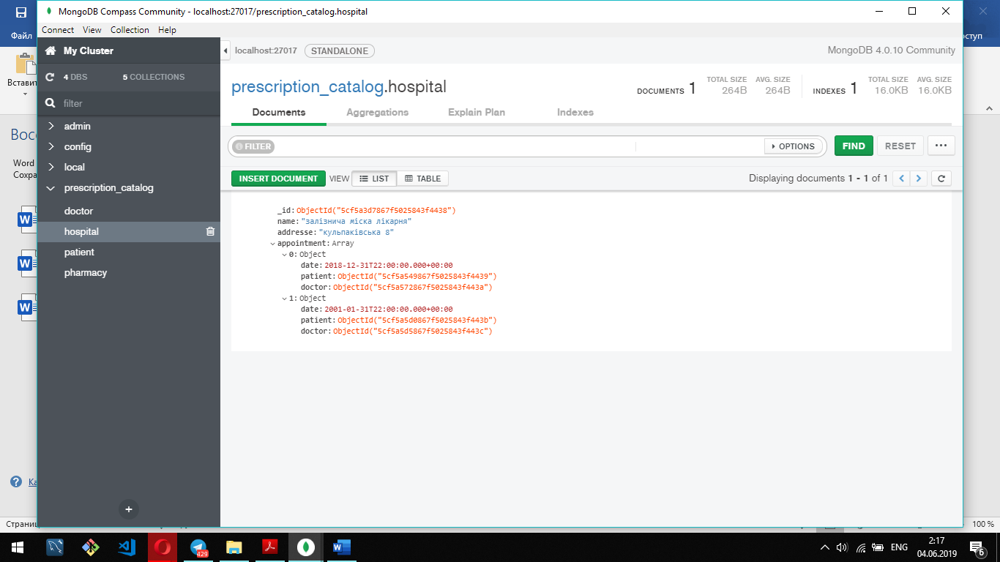 MongoDB Compass Community - localhost:27017/prescription_catalog.hospital
Файл
оступ
Connect View Collection Help
Вставит
My Cluster
localhost:27017 STANDALONE
MongoDB 4.0.10 Community
4 DBS 5 COLLECTIONS
prescription_catalog.hospital
DOCUMENTS 1 TOTAL SIZE 264B AVG. SIZE 264B INDEXES 1 TOTAL SIZE 16.0KB AVG. SIZE 16.0KB
filter
Documents Aggregations Explain Plan Indexes
admin
config
local
prescription_catalog
doctor
hospital
patient
pharmacy
FILTER OPTIONS FIND RESET ...
INSERT DOCUMENT VIEW LIST TABLE Displaying documents 1 - 1 of 1
_id: ObjectId("5cf5a3d7867f5025843f4438")
name: "залізнича міска лікарня"
addresse: "кульпаківська 8"
appointment: Array
0: Object
date: 2018-12-31T22:00:00.000+00:00
patient: ObjectId("5cf5a549867f5025843f4439")
doctor: ObjectId("5cf5a572867f5025843f443a")
1: Object
date: 2001-01-31T22:00:00.000+00:00
patient: ObjectId("5cf5a5d0867f5025843f443b")
doctor: ObjectId("5cf5a5d5867f5025843f443c")
Восс
Word
Сохра
Ка
Страниц
100 %
429
ENG
2:17
04.06.2019
6